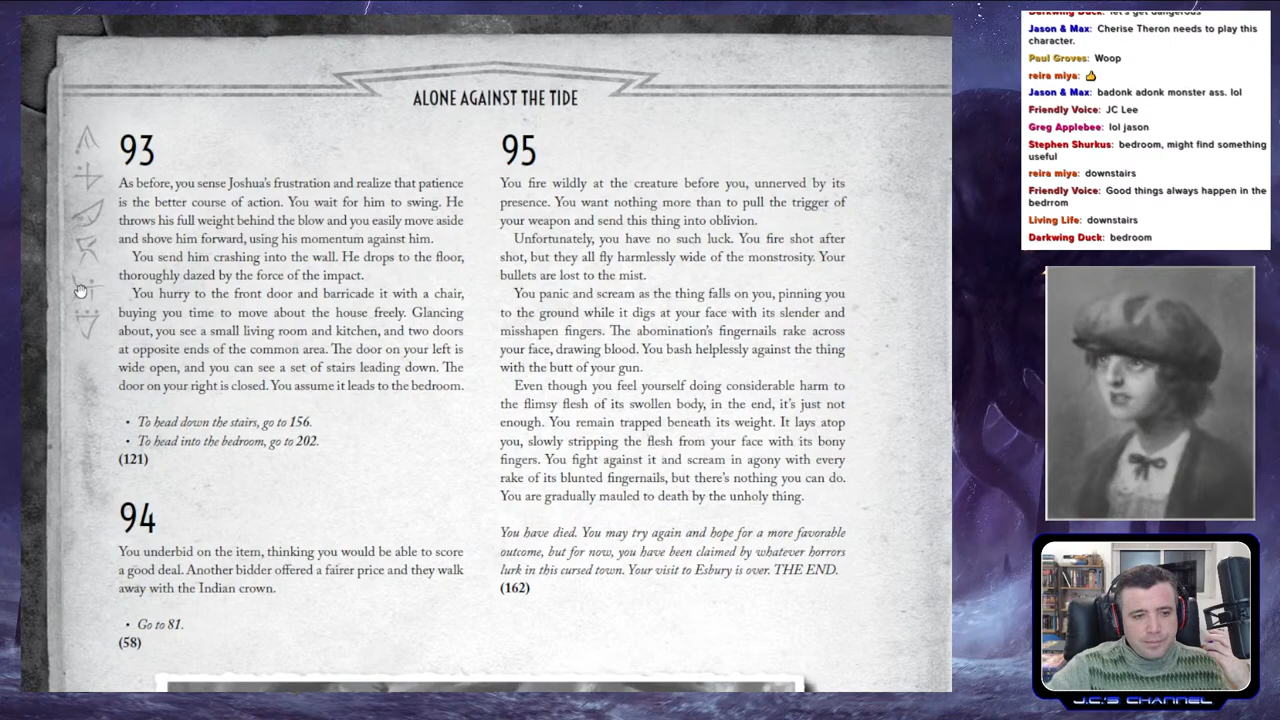 ALONE AGAINST THE TIDE
93
As before, you sense Joshua's frustration and realize that patience
is the better course of action. You wait for him to swing. He
throws his full weight behind the blow and you easily move aside
and shove him forward, using his momentum against him.
You send him crashing into the wall. He drops to the floor,
thoroughly dazed by the force of the impact.
You hurry to the front door and barricade it with a chair,
buying you time to move about the house freely. Glancing
about, you see a small living room and kitchen, and two doors
at opposite ends of the common area. The door on your left is
wide open, and you can see a set of stairs leading down. The
door on your right is closed. You assume it leads to the bedroom.
• To head down the stairs, go to 156.
• To head into the bedroom, go to 202.
(121)
94
You underbid on the item, thinking you would be able to score
a good deal. Another bidder offered a fairer price and they walk
away with the Indian crown.
• Go to 81.
(58)
95
You fire wildly at the creature before you, unnerved by its
presence. You want nothing more than to pull the trigger of
your weapon and send this thing into oblivion.
Unfortunately, you have no such luck. You fire shot after
shot, but they all fly harmlessly wide of the monstrosity. Your
bullets are lost to the mist.
You panic and scream as the thing falls on you, pinning you
to the ground while it digs at your face with its slender and
misshapen fingers. The abomination's fingernails rake across
your face, drawing blood. You bash helplessly against the thing
with the butt of your gun.
Even though you feel yourself doing considerable harm to
the flimsy flesh of its swollen body, in the end, it's just not
enough. You remain trapped beneath its weight. It lays atop
you, slowly stripping the flesh from your face with its bony
fingers. You fight against it and scream in agony with every
rake of its blunted fingernails, but there's nothing you can do.
You are gradually mauled to death by the unholy thing.
You have died. You may try again and hope for a more favorable
outcome, but for now, you have been claimed by whatever horrors
lurk in this cursed town. Your visit to Esbury is over. THE END.
(162)
Darkwing Duck: let's get dangerous
Jason & Max: Cherise Theron needs to play this
character.
Paul Groves: Woop
reira miya: 👍
Jason & Max: badonk adonk monster ass. lol
Friendly Voice: JC Lee
Greg Applebee: lol jason
Stephen Shurkus: bedroom, might find something
useful
reira miya: downstairs
Friendly Voice: Good things always happen in the
bedrrom
Living Life: downstairs
Darkwing Duck: bedroom
J.C.'S CHANNEL